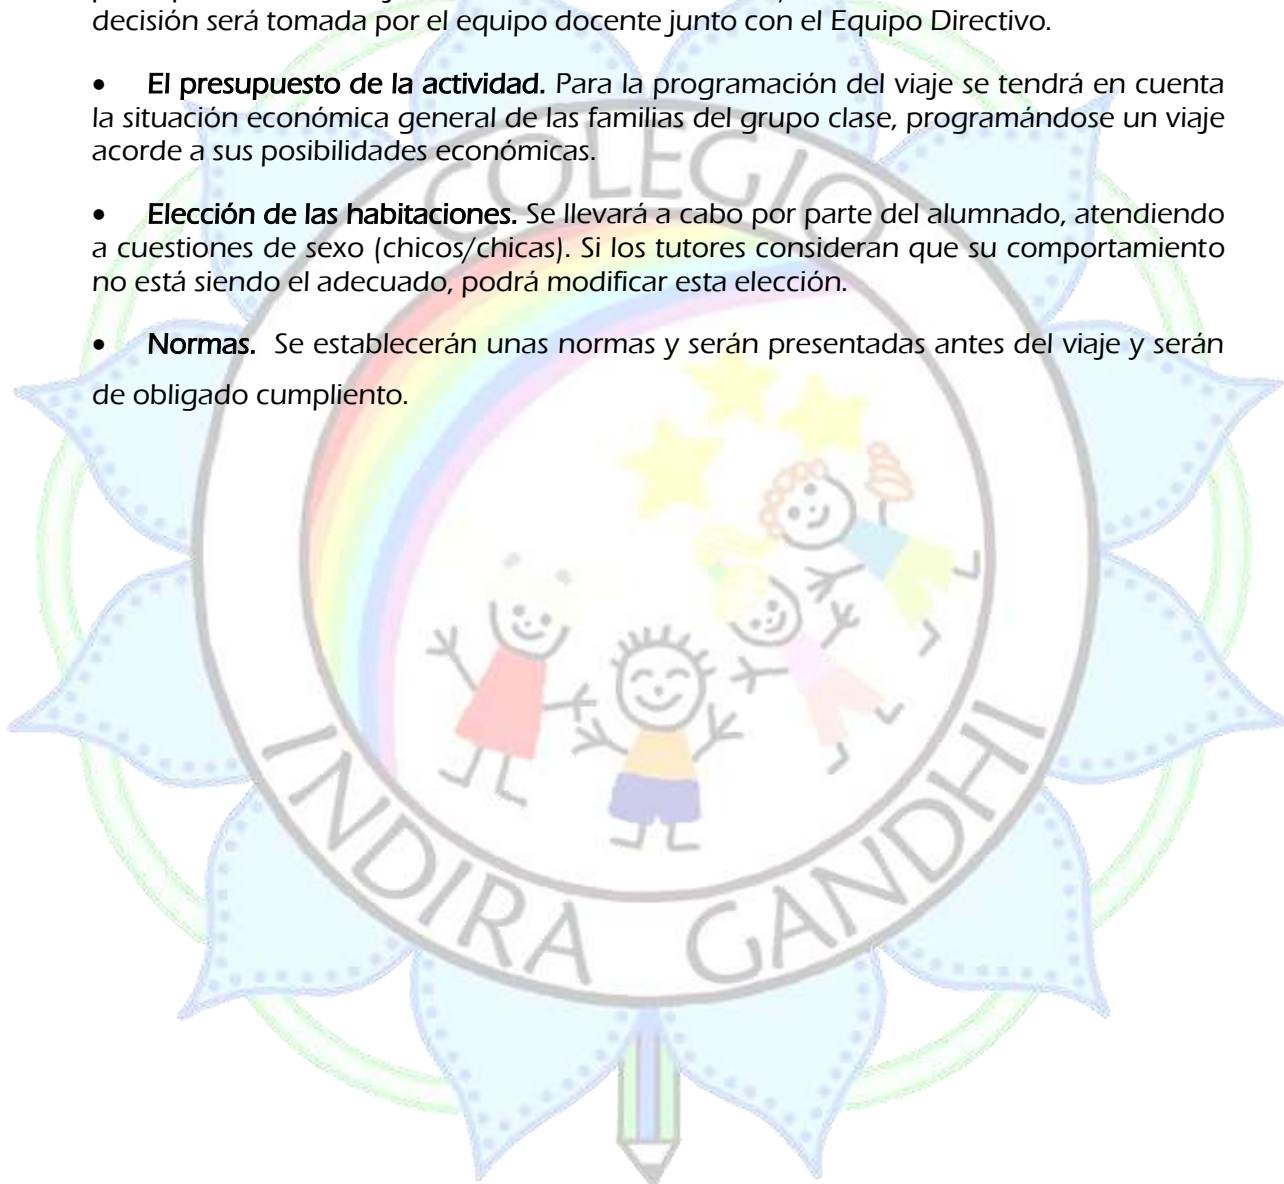 decisión será tomada por el equipo docente junto con el Equipo Directivo.
• El presupuesto de la actividad. Para la programación del viaje se tendrá en cuenta
la situación económica general de las familias del grupo clase, programándose un viaje
acorde a sus posibilidades económicas.
• Elección de las habitaciones. Se llevará a cabo por parte del alumnado, atendiendo
a cuestiones de sexo (chicos/chicas). Si los tutores consideran que su comportamiento
no está siendo el adecuado, podrá modificar esta elección.
• Normas. Se establecerán unas normas y serán presentadas antes del viaje y serán
de obligado cumpliento.
COLEGIO
INDIRA GANDHI